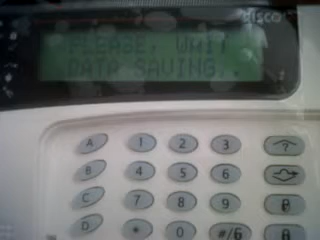 disco
PLEASE, WAIT
DATA SAVING..
A 1 2 3 ?
B 4 5 6
C 7 8 9
D * 0 #/6